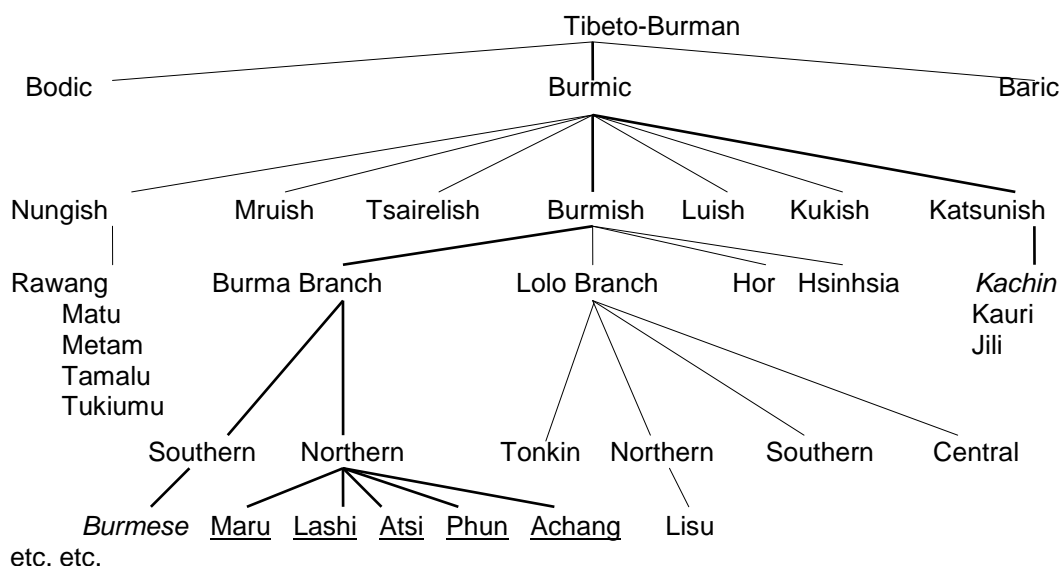 Tibeto-Burman
Bodic Burmic Baric
Nungish Mruish Tsairelish Burmish Luish Kukish Katsunish
Rawang Burma Branch Lolo Branch Hor Hsinhsia Kachin
Matu Kauri
Metam Jili
Tamalu
Tukiumu
Southern Northern Tonkin Northern Southern Central
Burmese Maru Lashi Atsi Phun Achang Lisu
etc. etc.